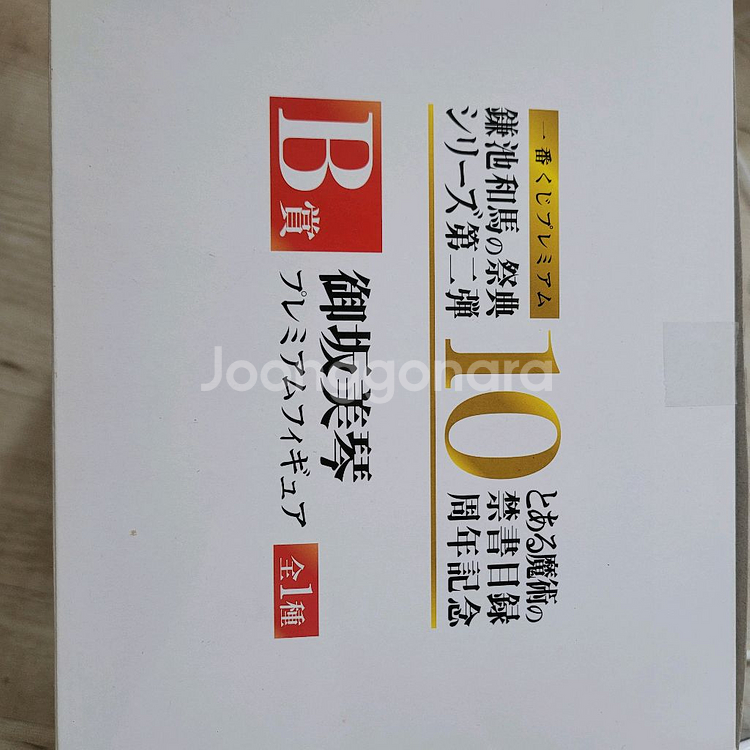 一番くじプレミアム
鎌池和馬の祭典
シリーズ第二弾
10
とある魔術の
禁書目録
周年記念
B賞
御坂美琴
プレミアムフィギュア
全1種
Joonggonara